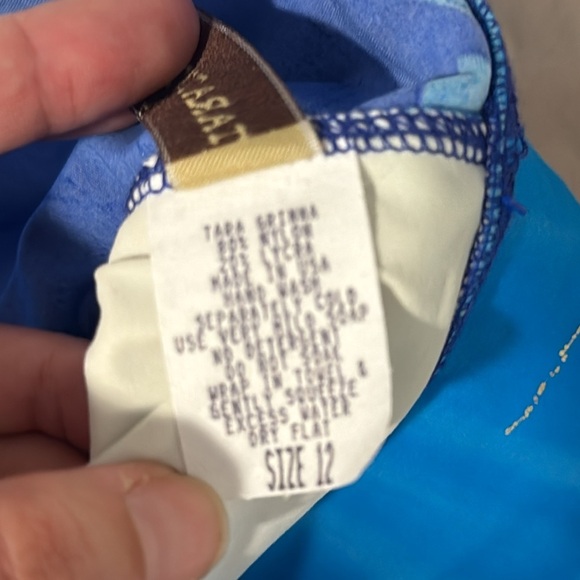 TARA
TARA GRINNA
80% NYLON
20% LYCRA
MADE IN USA
HAND WASH
SEPARATELY COLD
USE VERY MILD SOAP
NO DETERGENT
DO NOT SOAK
WRAP IN TOWEL &
GENTLY SQUEEZE
EXCESS WATER
DRY FLAT
SIZE 12